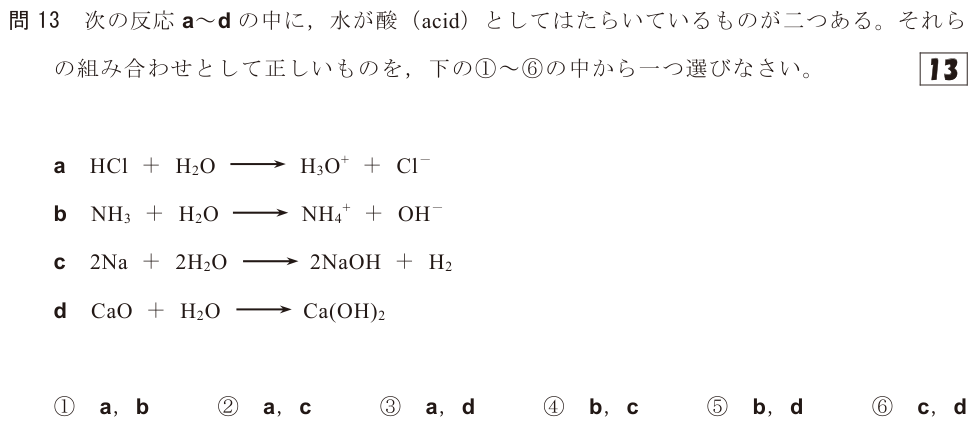 問 13 次の反応 a~d の中に，水が酸（acid）としてはたらいているものが二つある。それら
の組み合わせとして正しいものを，下の①~⑥の中から一つ選びなさい。 13
a HCl + H₂O ⟶ H₃O⁺ + Cl⁻
b NH₃ + H₂O ⟶ NH₄⁺ + OH⁻
c 2Na + 2H₂O ⟶ 2NaOH + H₂
d CaO + H₂O ⟶ Ca(OH)₂
① a, b ② a, c ③ a, d ④ b, c ⑤ b, d ⑥ c, d